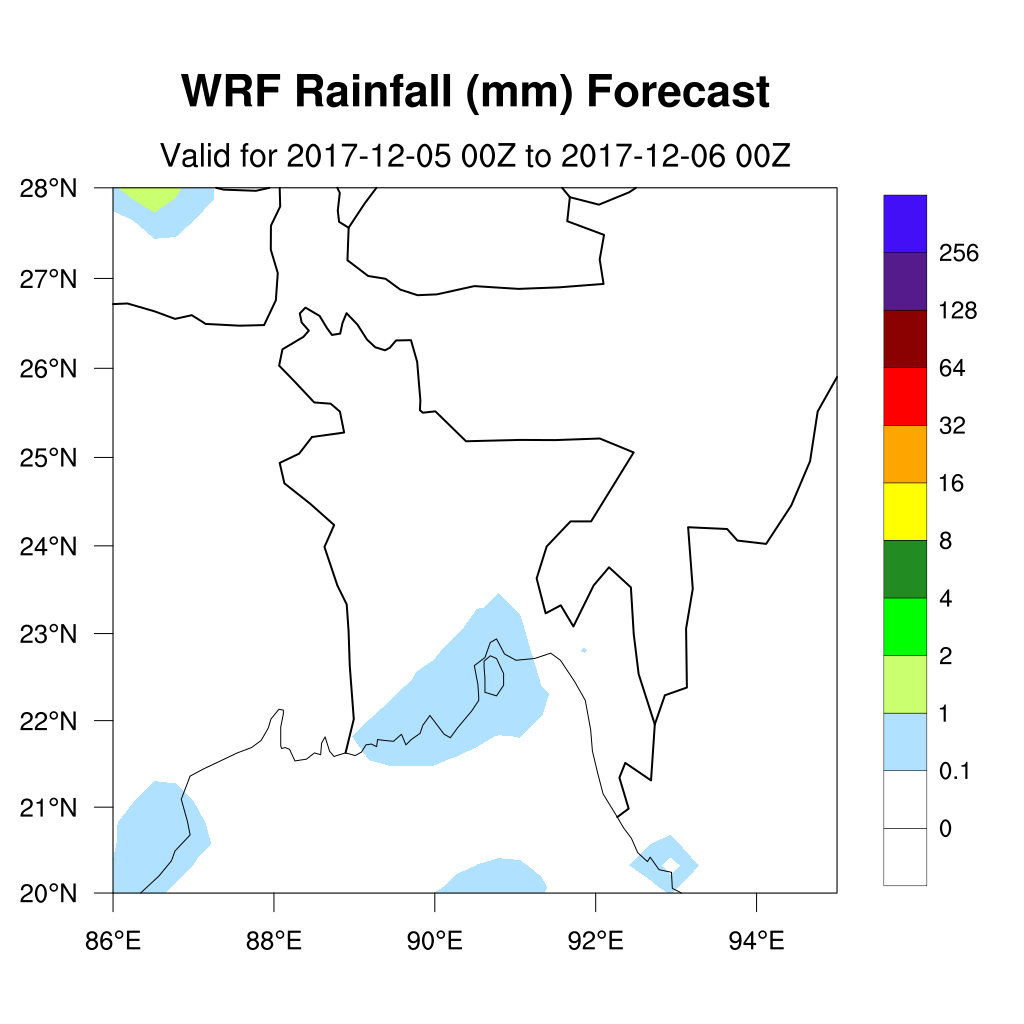 WRF Rainfall (mm) Forecast
Valid for 2017-12-05 00Z to 2017-12-06 00Z
28°N
27°N
26°N
25°N
24°N
23°N
22°N
21°N
20°N
86°E 88°E 90°E 92°E 94°E
256
128
64
32
16
8
4
2
1
0.1
0